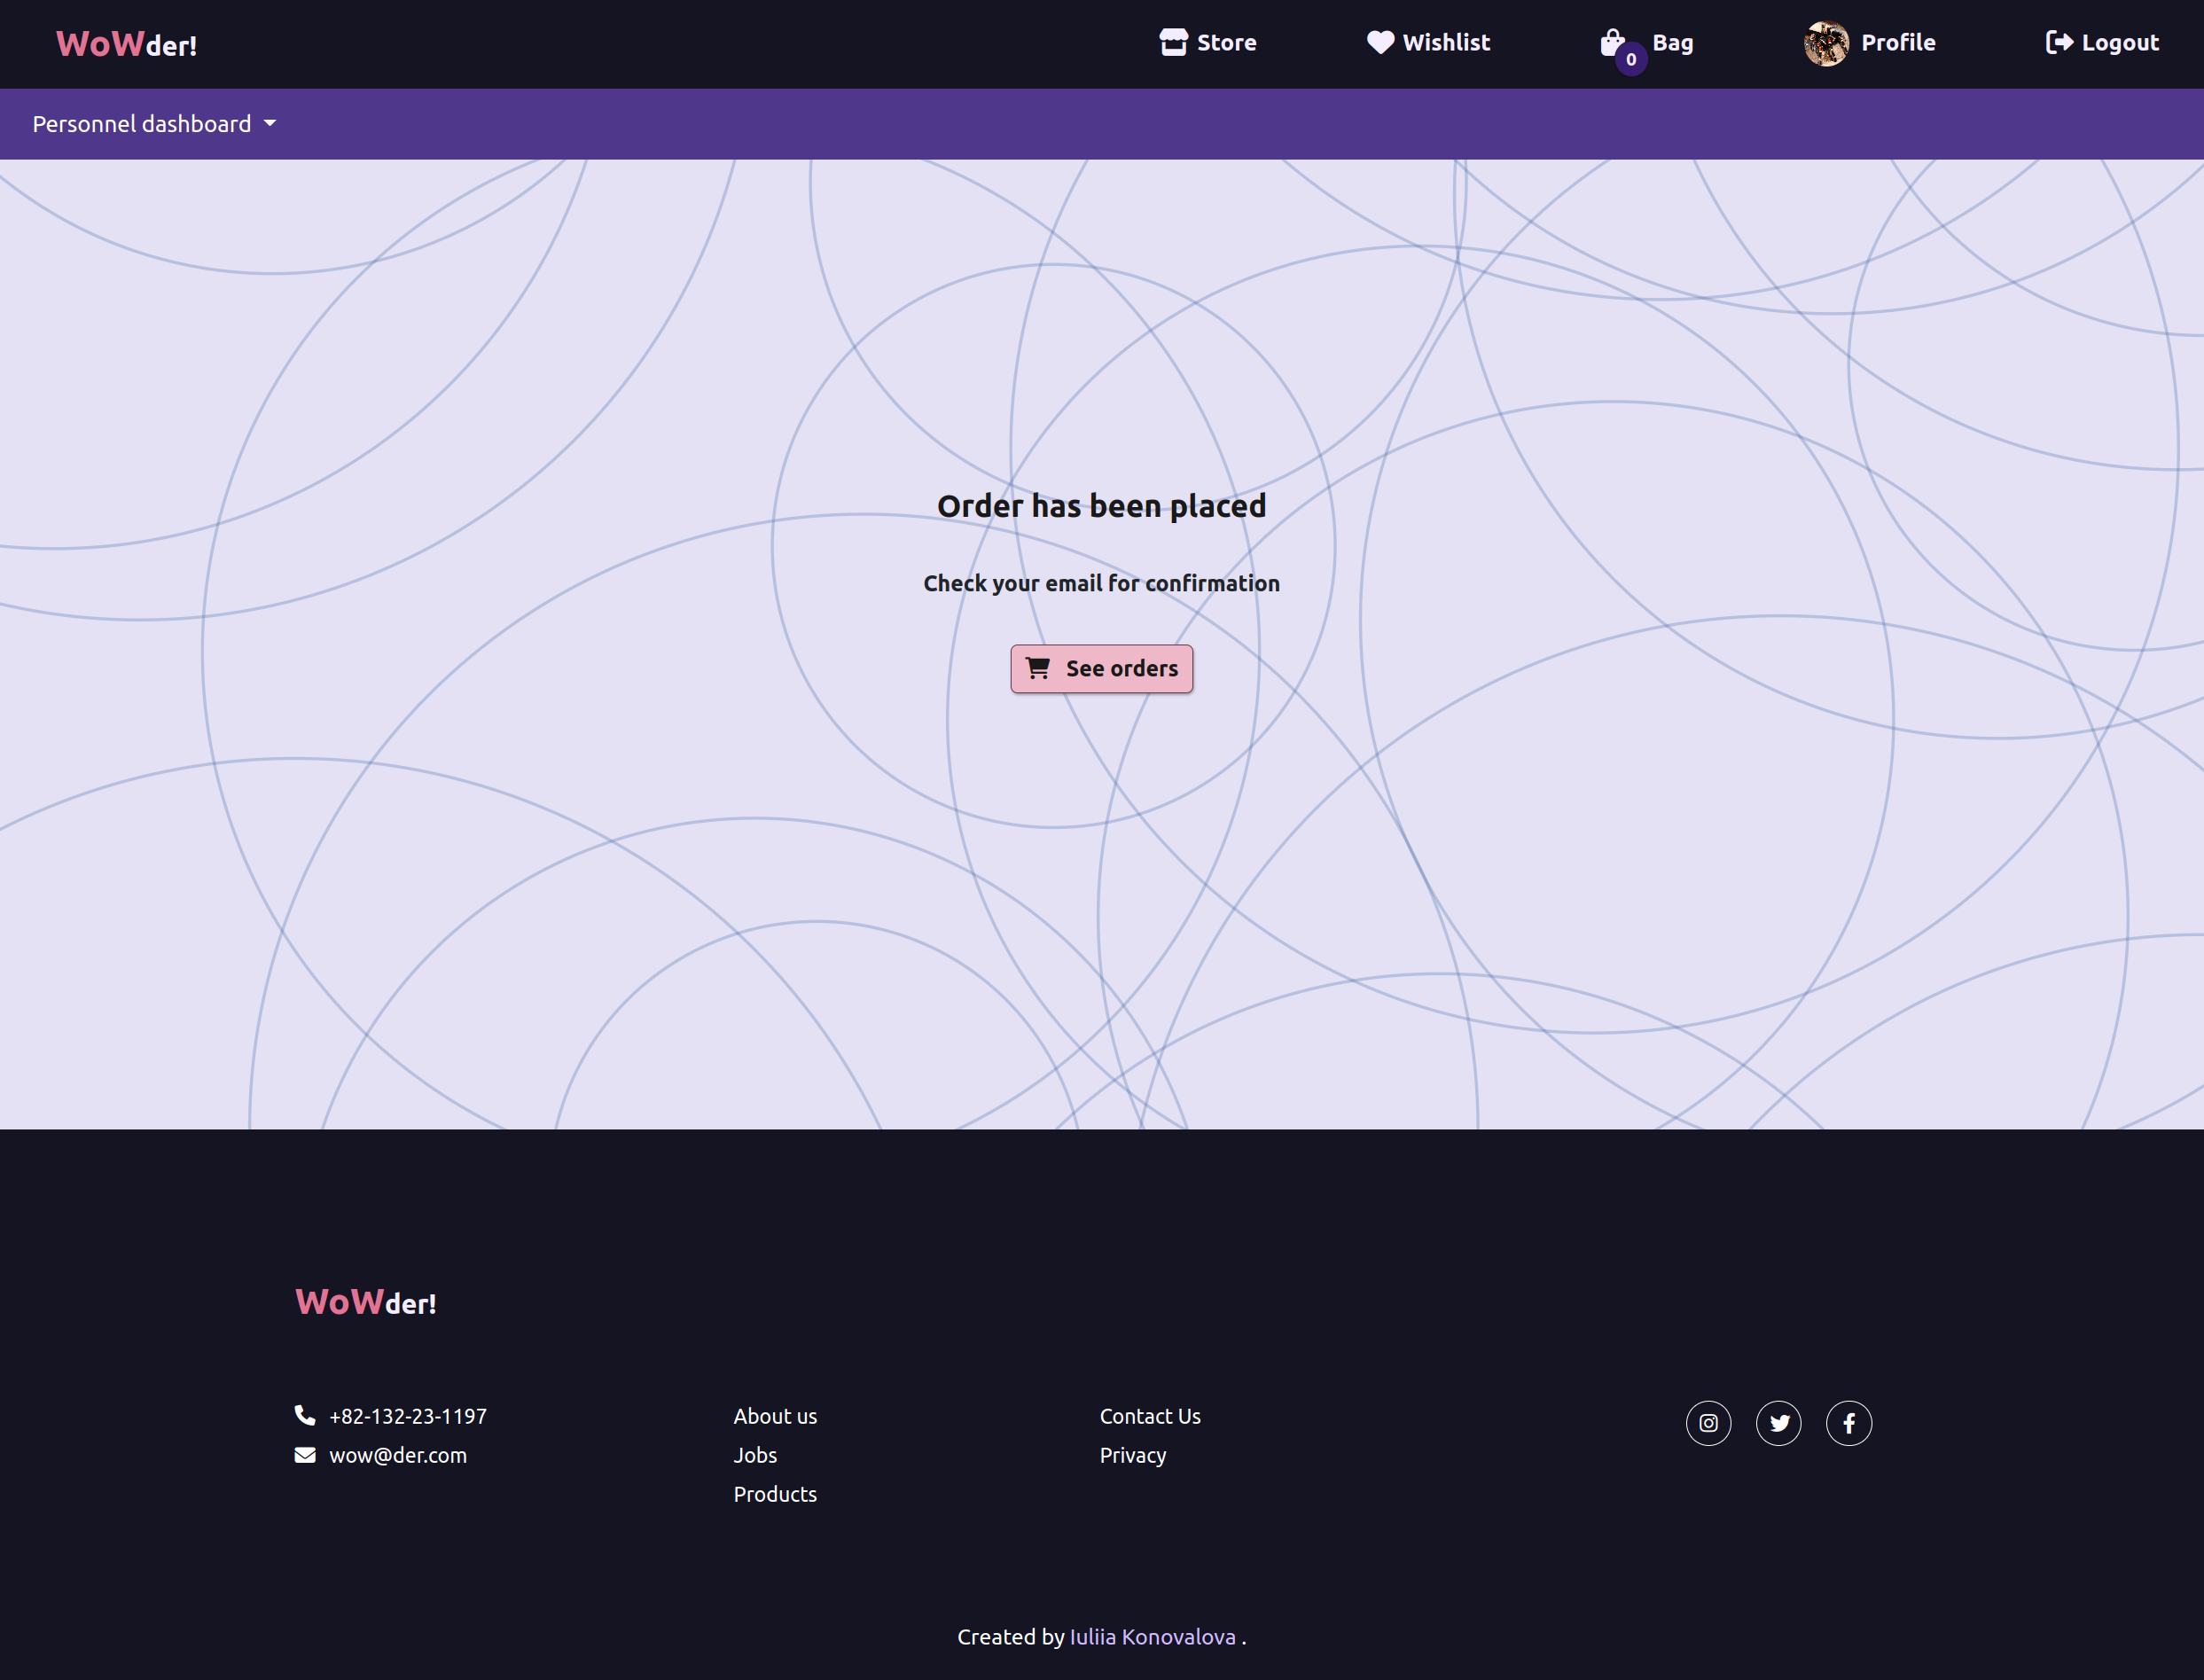 WoWder!
Store
Wishlist
0
Bag
Profile
Logout
Personnel dashboard
Order has been placed
Check your email for confirmation
See orders
WoWder!
+82-132-23-1197
wow@der.com
About us
Jobs
Products
Contact Us
Privacy
Created by Iuliia Konovalova .